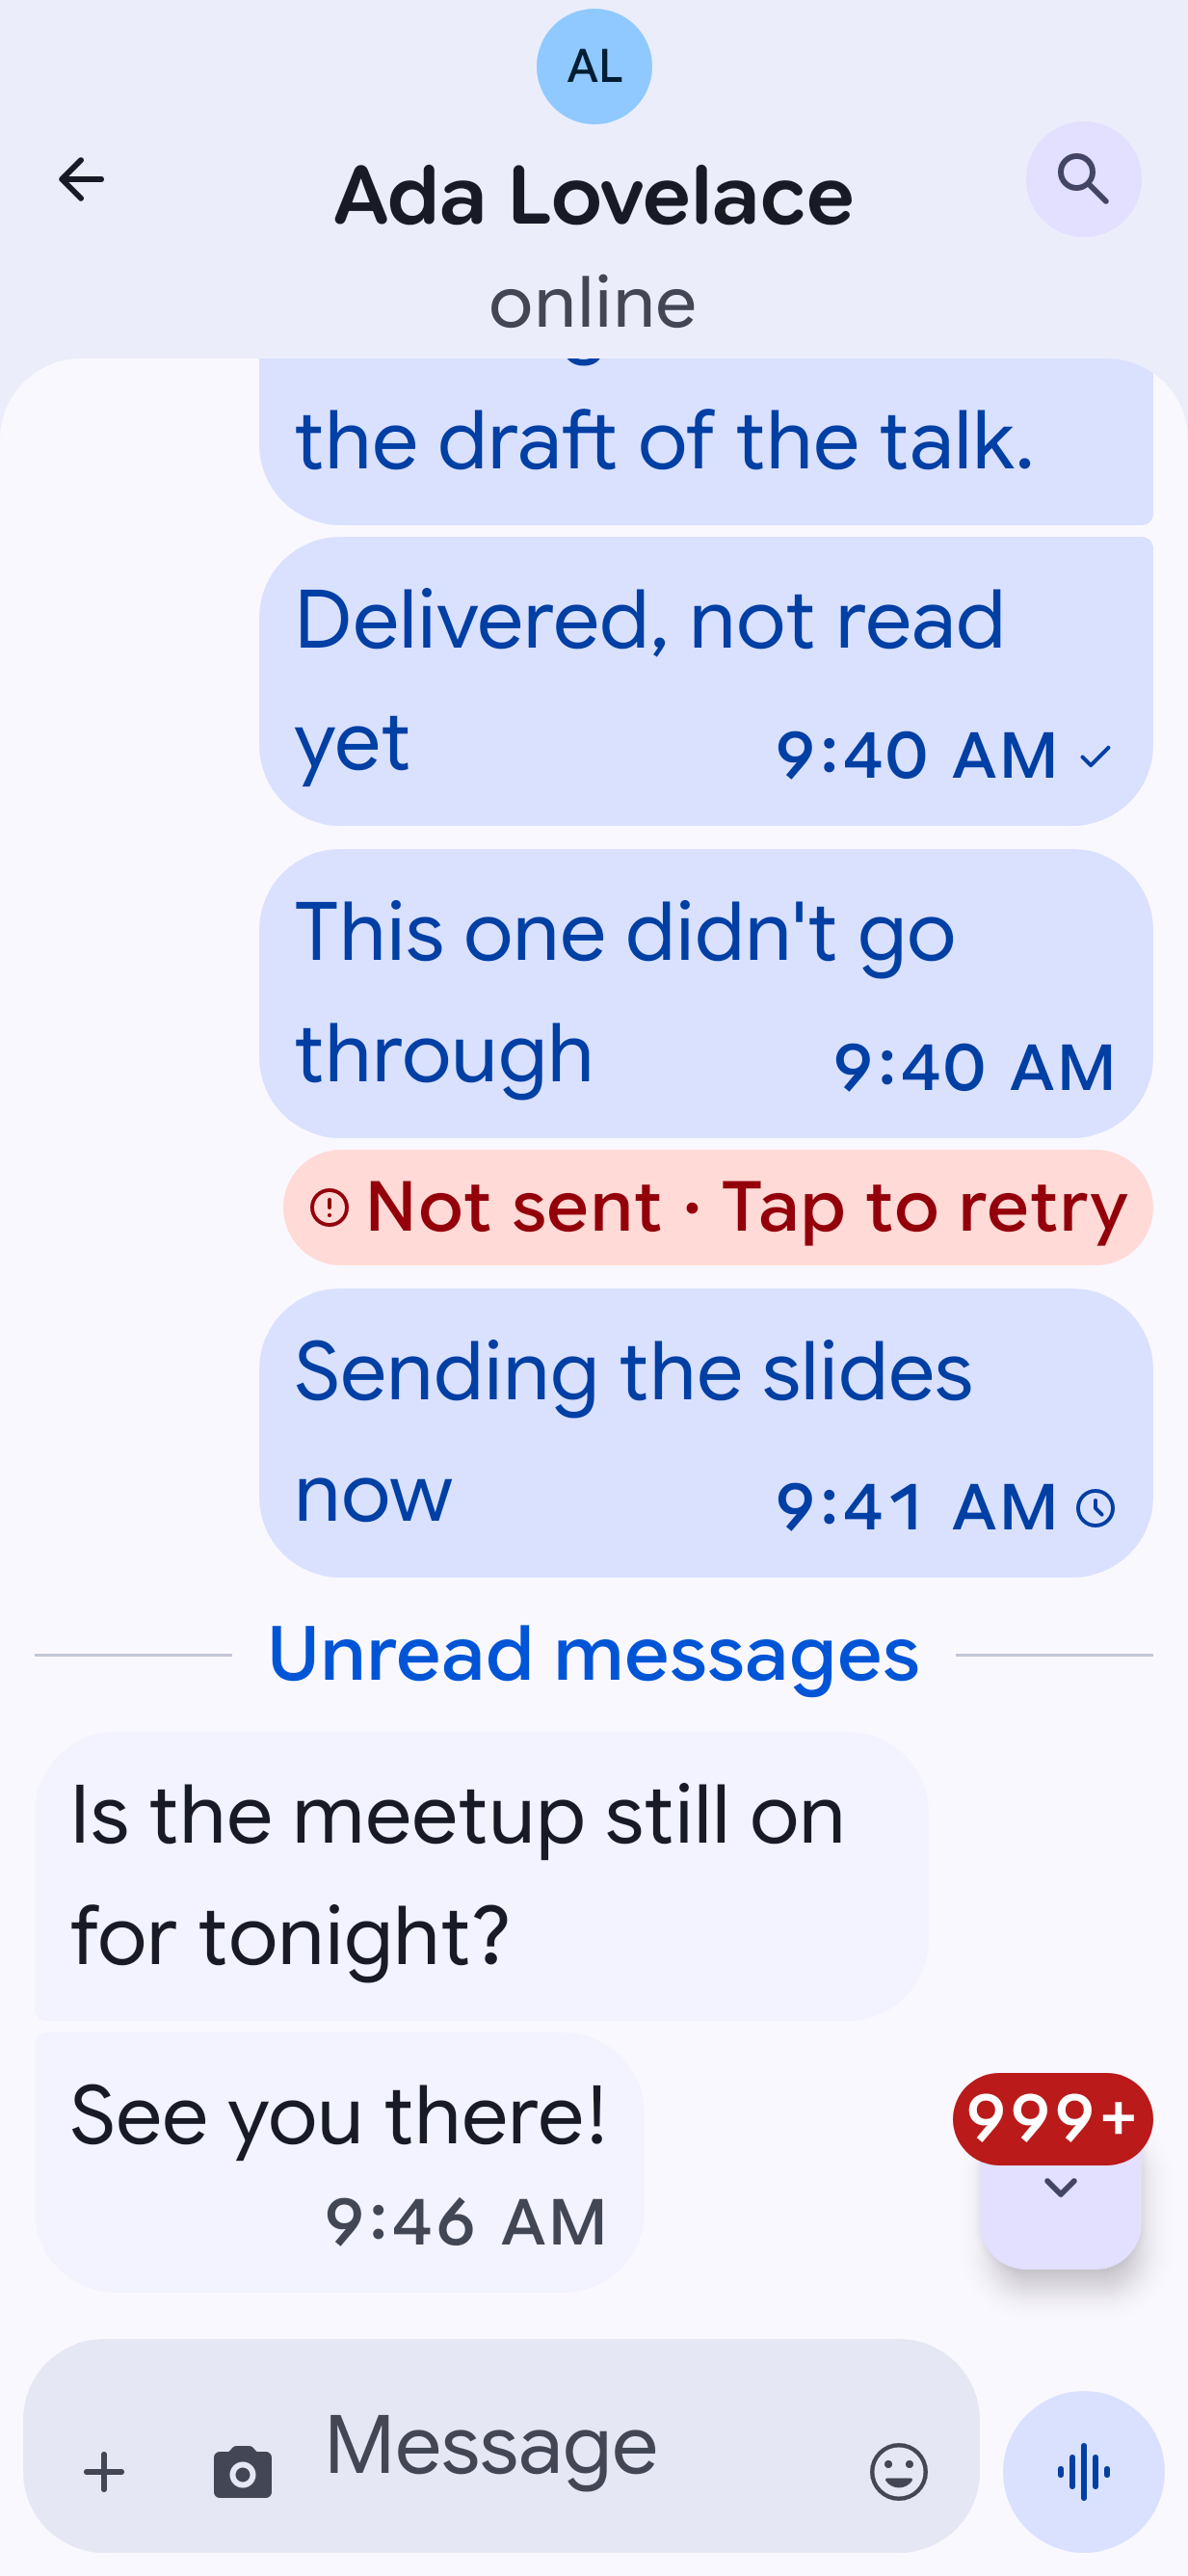 AL
Ada Lovelace
online
the draft of the talk.
Delivered, not read
yet
9:40 AM
This one didn't go
through
9:40 AM
Not sent · Tap to retry
Sending the slides
now
9:41 AM
Unread messages
Is the meetup still on
for tonight?
See you there!
9:46 AM
999+
Message